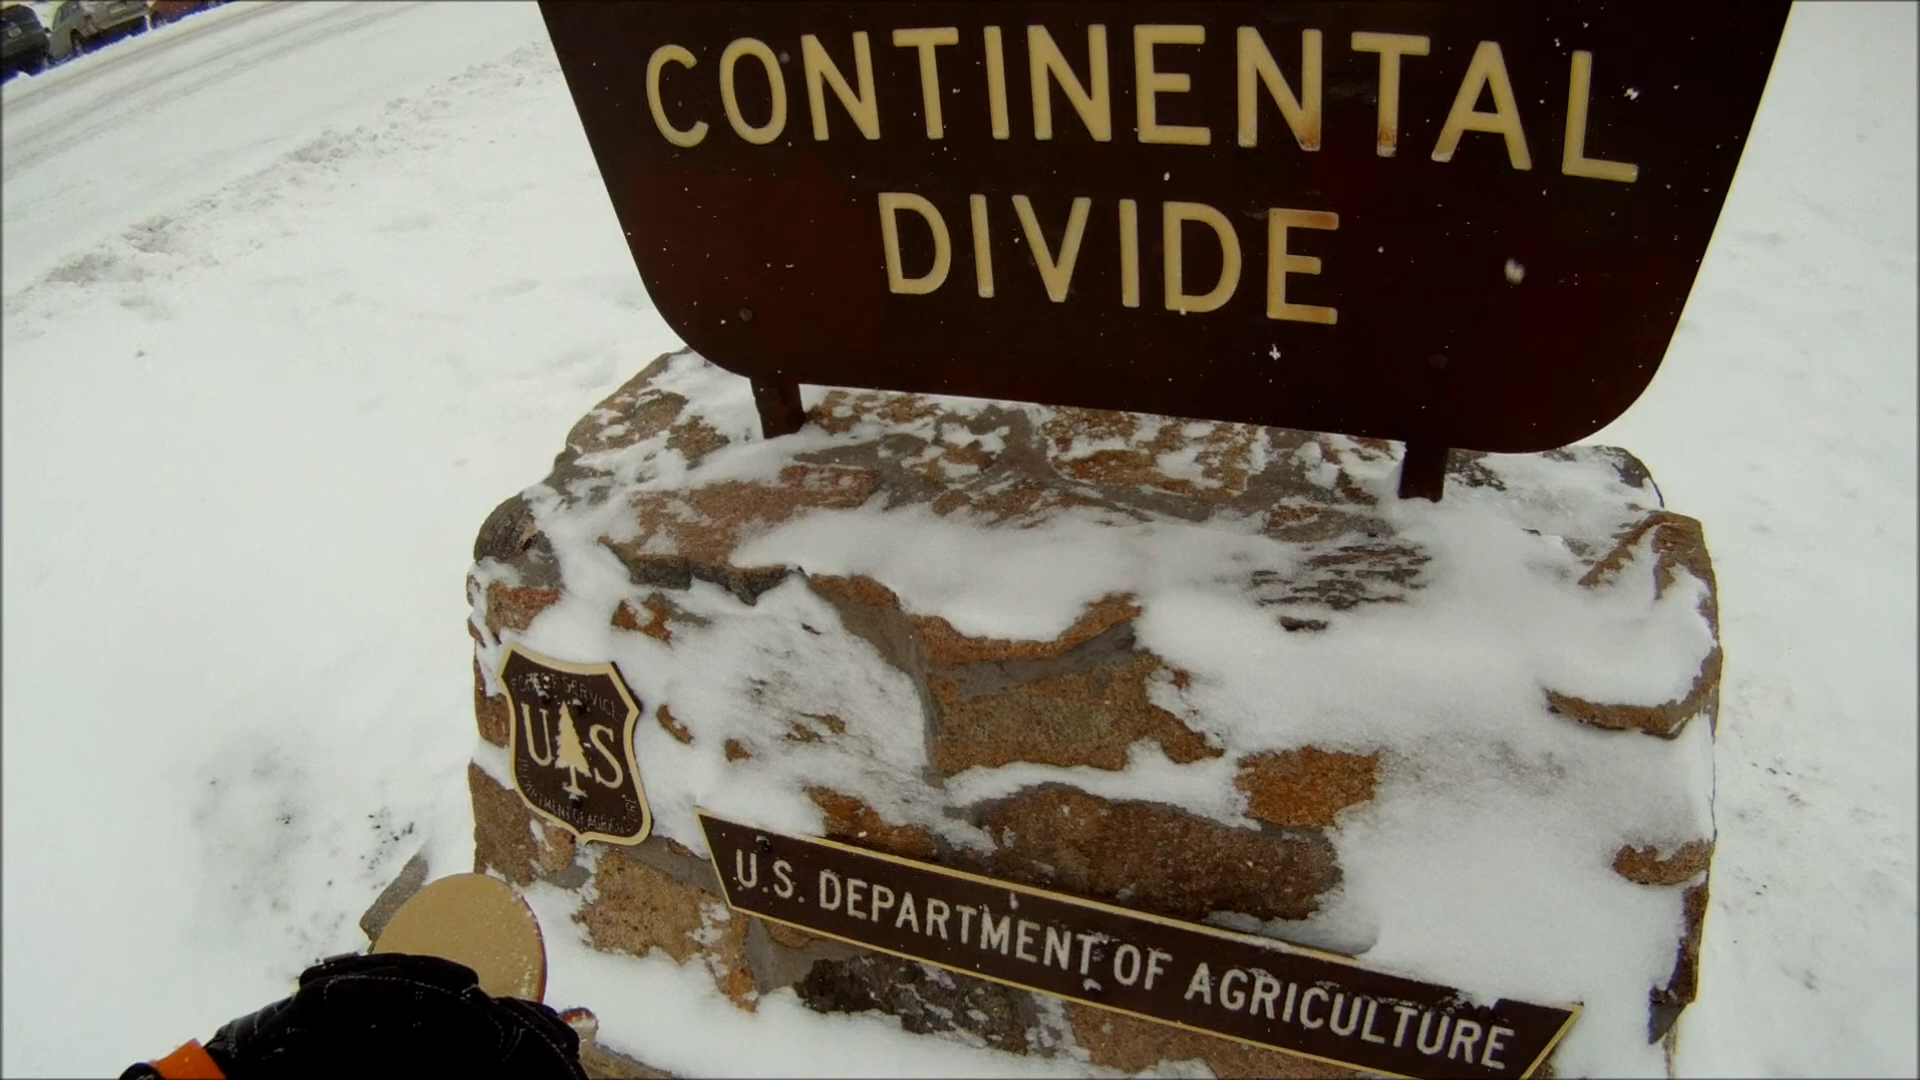 CONTINENTAL
DIVIDE
FOREST SERVICE
U S
DEPARTMENT OF AGRICULTURE
U.S. DEPARTMENT OF AGRICULTURE